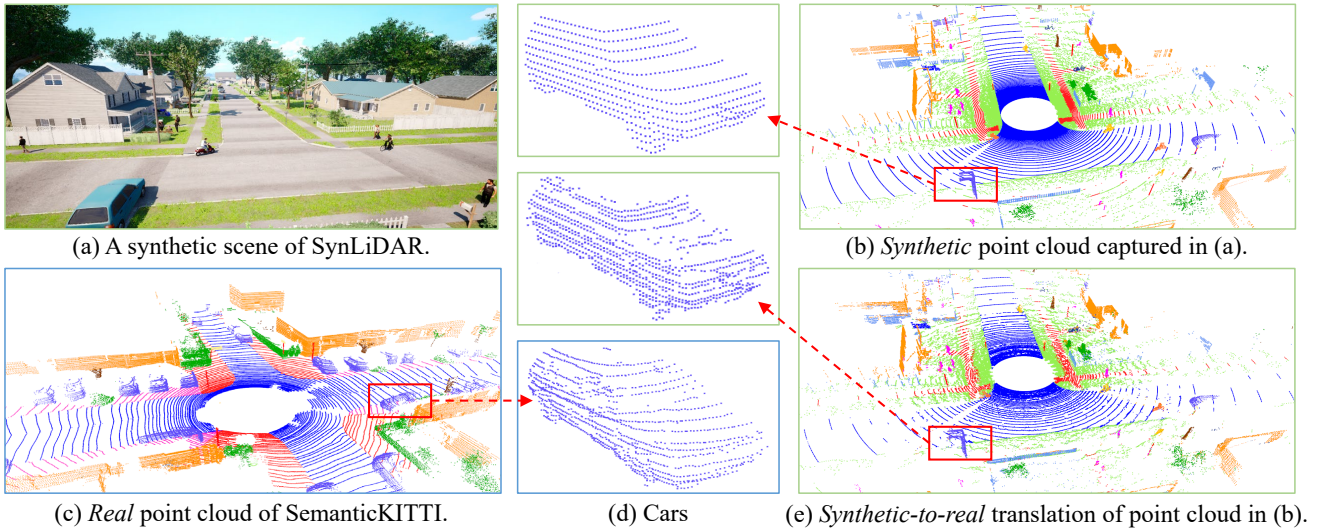 (a) A synthetic scene of SynLiDAR.
(b) Synthetic point cloud captured in (a).
(c) Real point cloud of SemanticKITTI.
(d) Cars
(e) Synthetic-to-real translation of point cloud in (b).